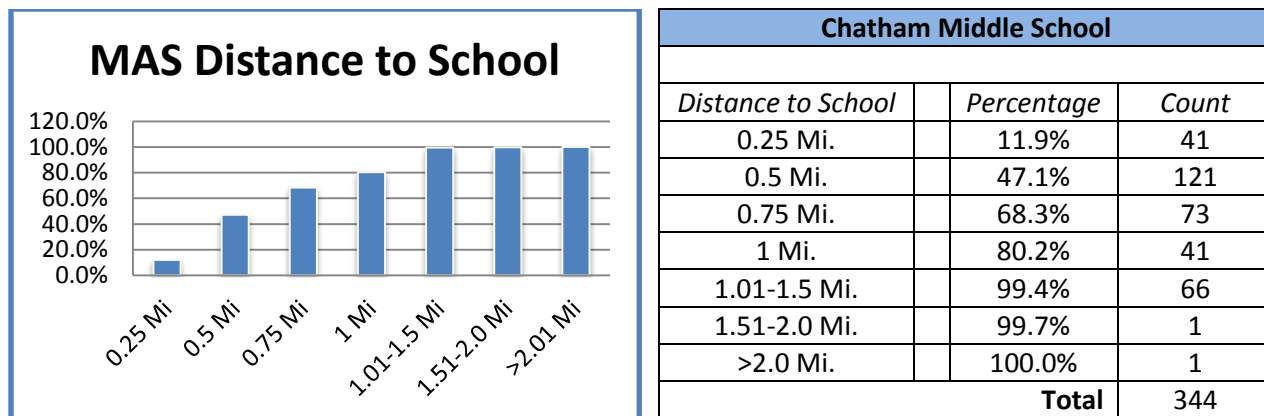 MAS Distance to School
120.0%
100.0%
80.0%
60.0%
40.0%
20.0%
0.0%
0.25 Mi
0.5 Mi
0.75 Mi
1 Mi
1.01-1.5 Mi
1.51-2.0 Mi
>2.01 Mi
Chatham Middle School
Distance to School Percentage Count
0.25 Mi. 11.9% 41
0.5 Mi. 47.1% 121
0.75 Mi. 68.3% 73
1 Mi. 80.2% 41
1.01-1.5 Mi. 99.4% 66
1.51-2.0 Mi. 99.7% 1
>2.0 Mi. 100.0% 1
Total 344